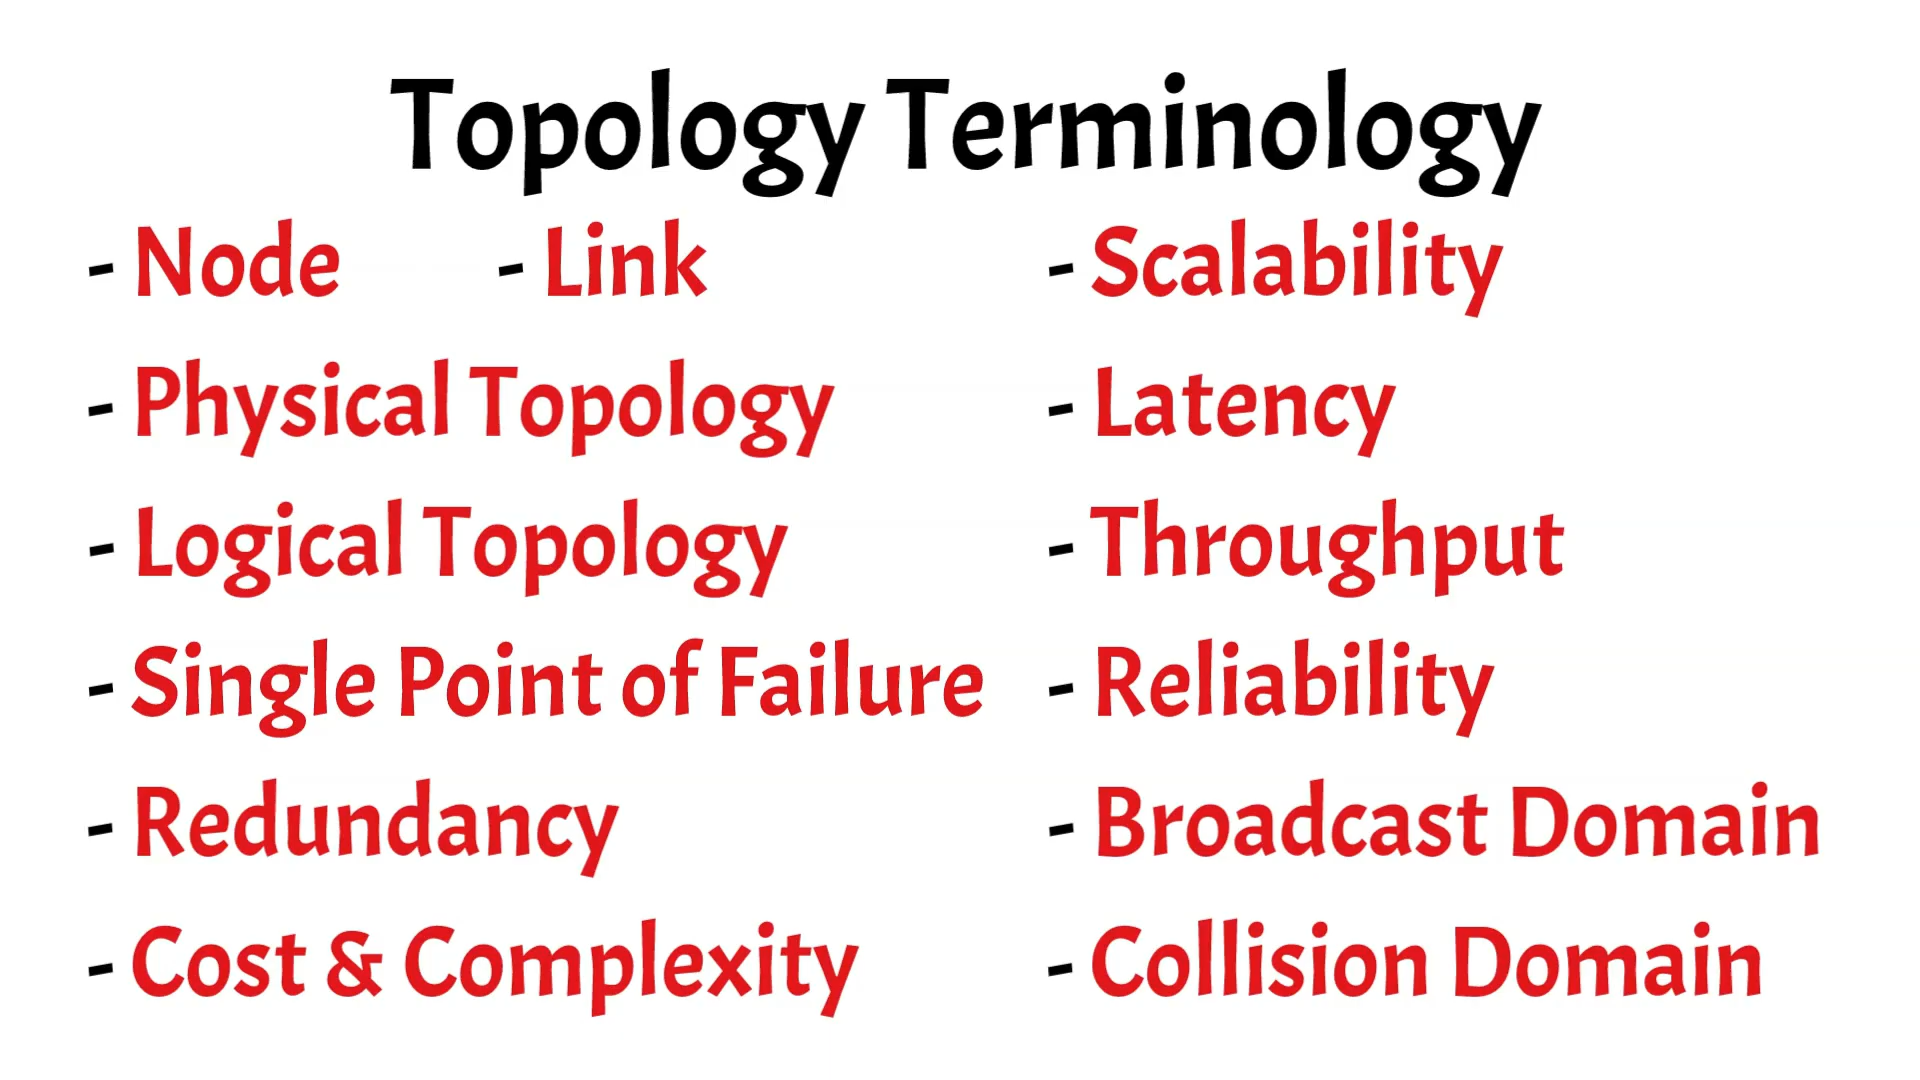 Topology Terminology
- Node - Link
- Physical Topology
- Logical Topology
- Single Point of Failure
- Redundancy
- Cost & Complexity
- Scalability
- Latency
- Throughput
- Reliability
- Broadcast Domain
- Collision Domain